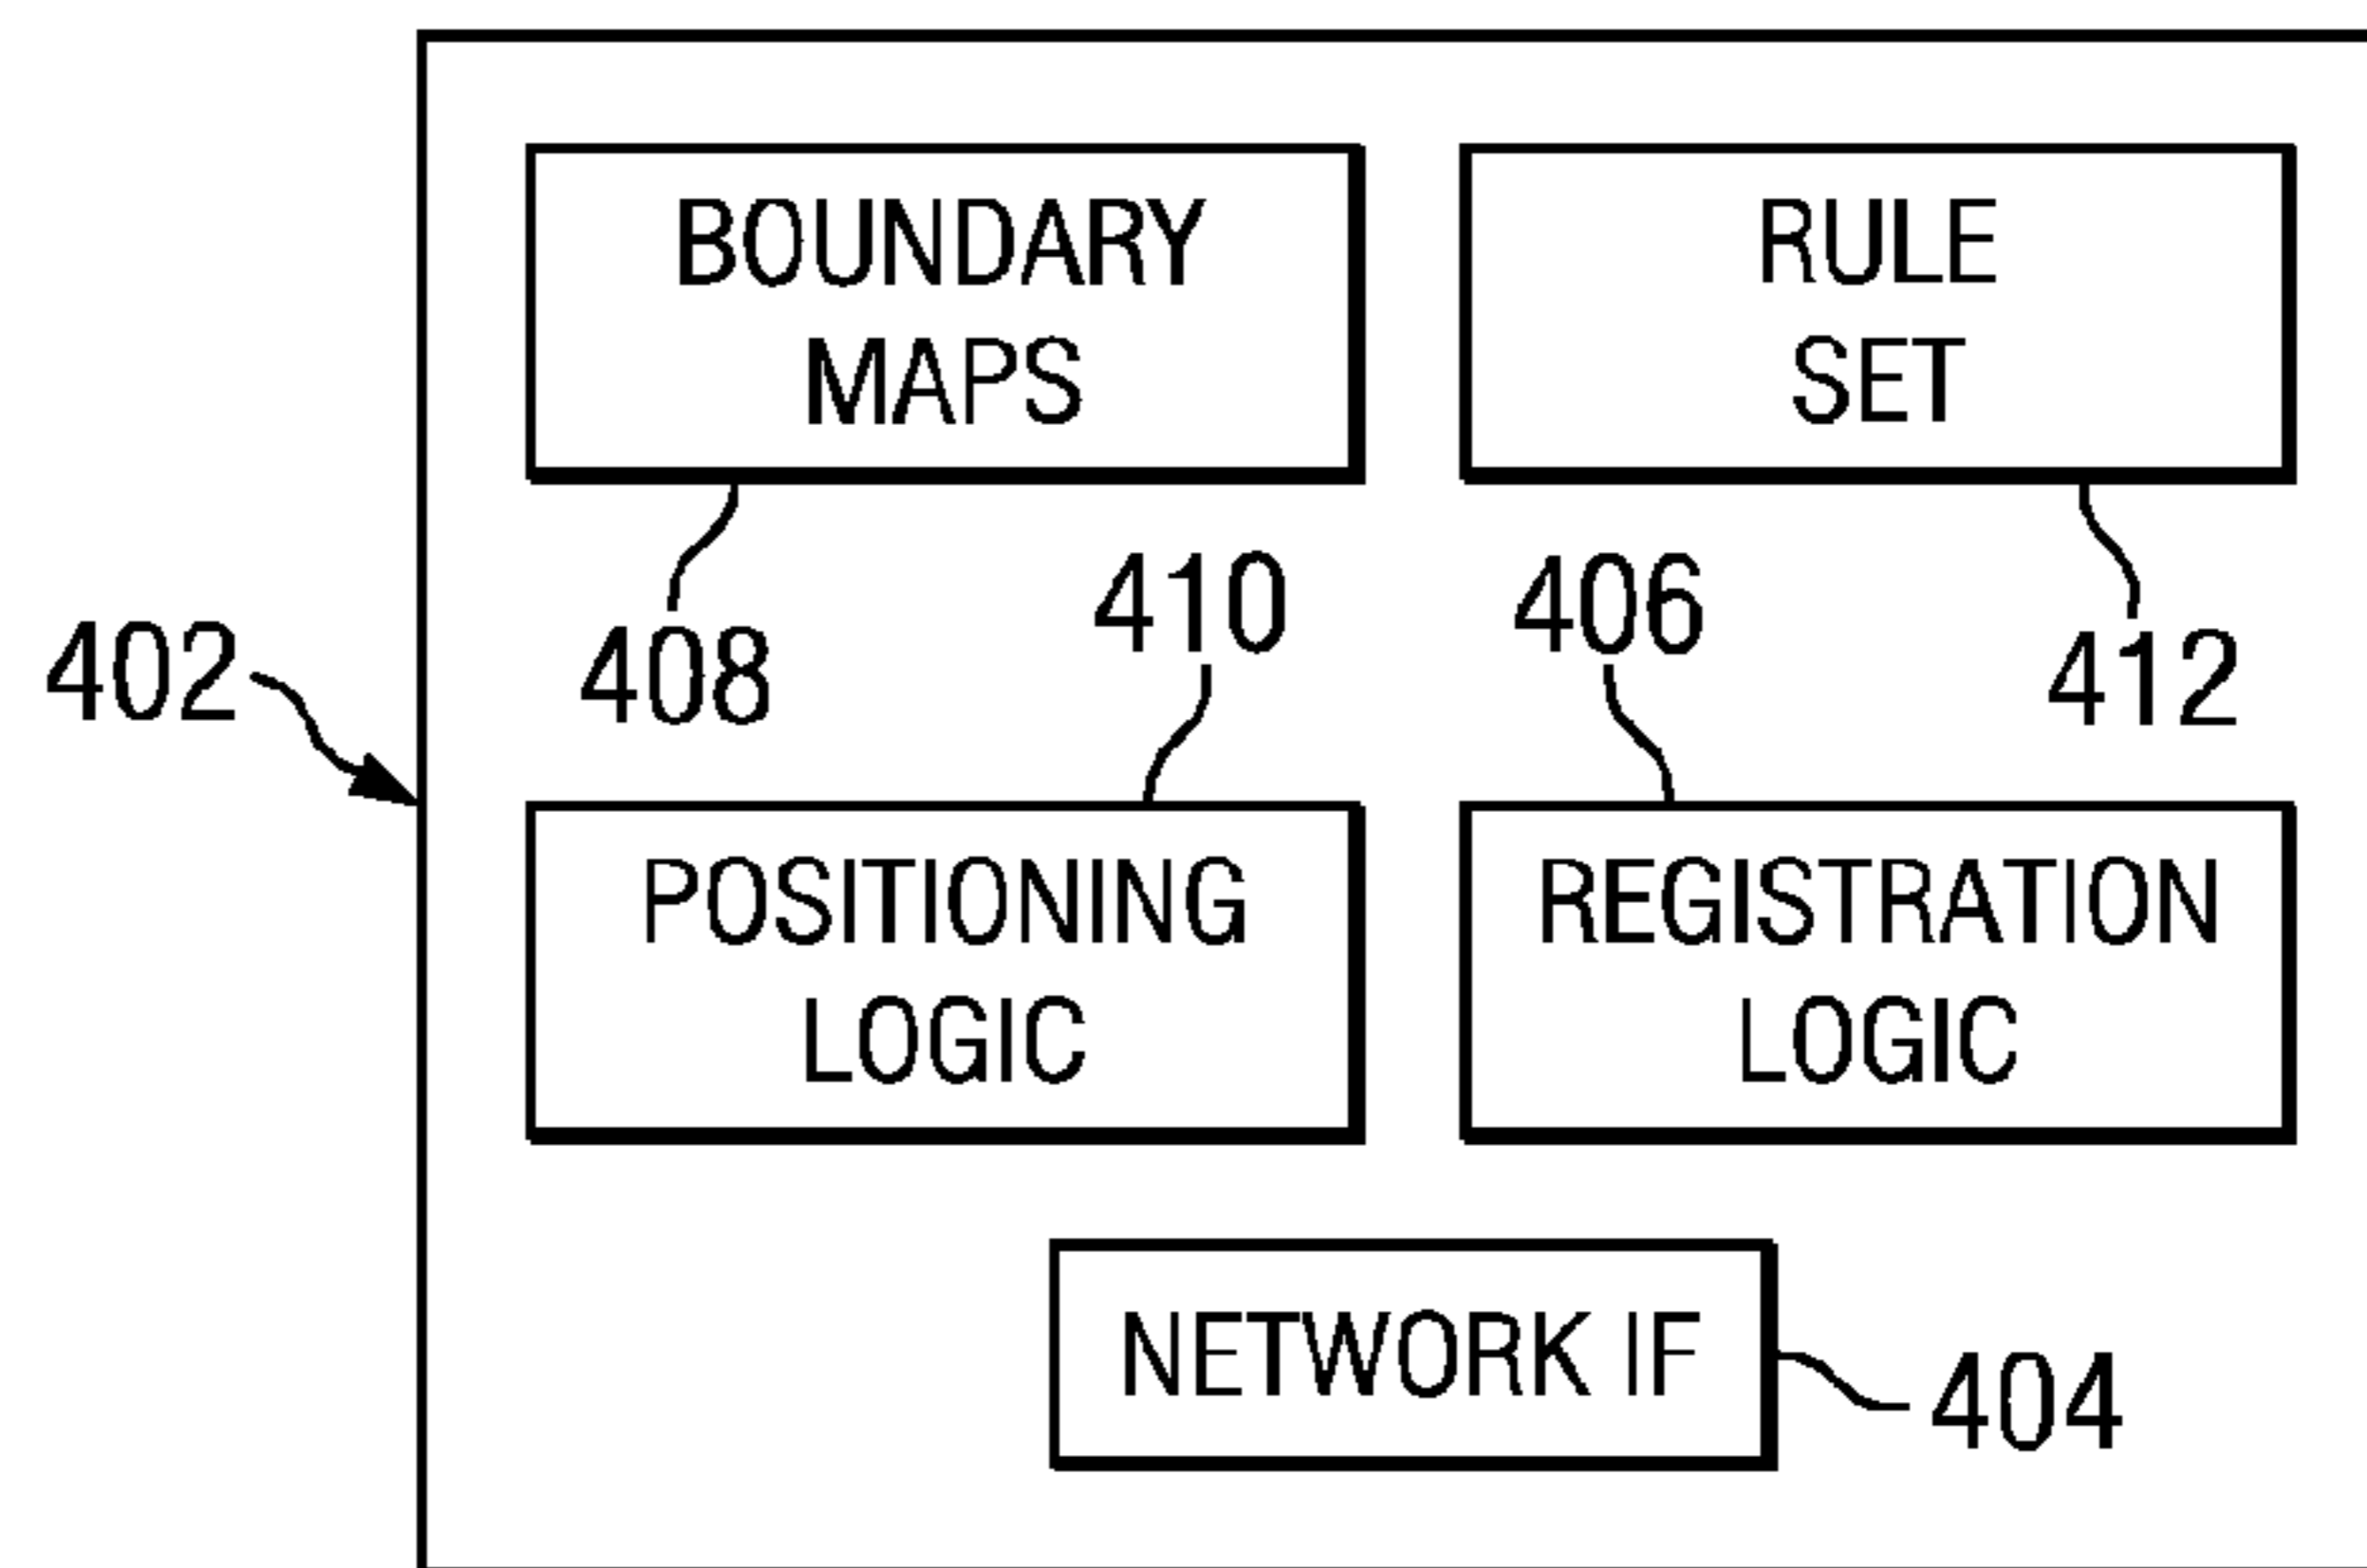 BOUNDARY
MAPS
RULE
SET
408
410
406
412
402
POSITIONING
LOGIC
REGISTRATION
LOGIC
NETWORK IF
404